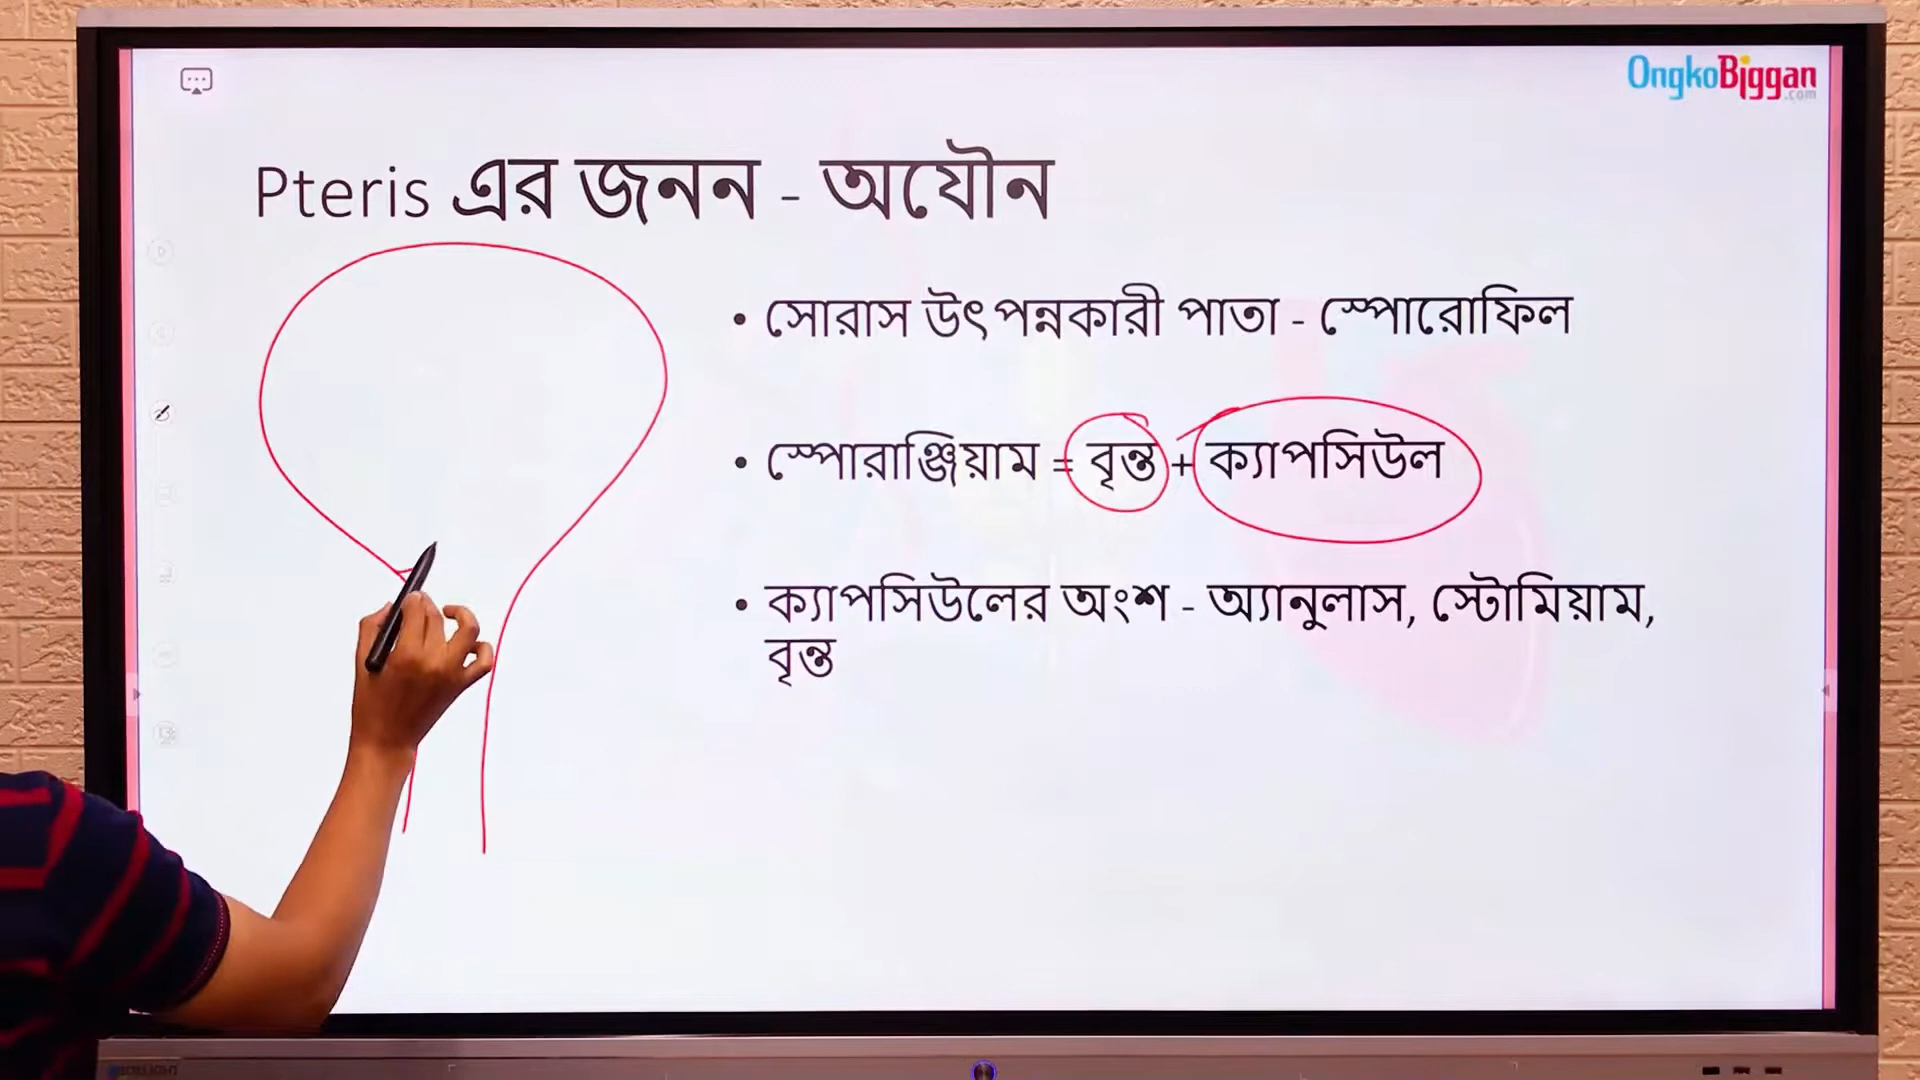 OngkoBiggan
.com
Pteris এর জনন - অযৌন
• সোরাস উৎপন্নকারী পাতা - স্পোরোফিল
• স্পোরাঞ্জিয়াম = বৃন্ত + ক্যাপসিউল
• ক্যাপসিউলের অংশ - অ্যানুলাস, স্টোমিয়াম,
বৃন্ত